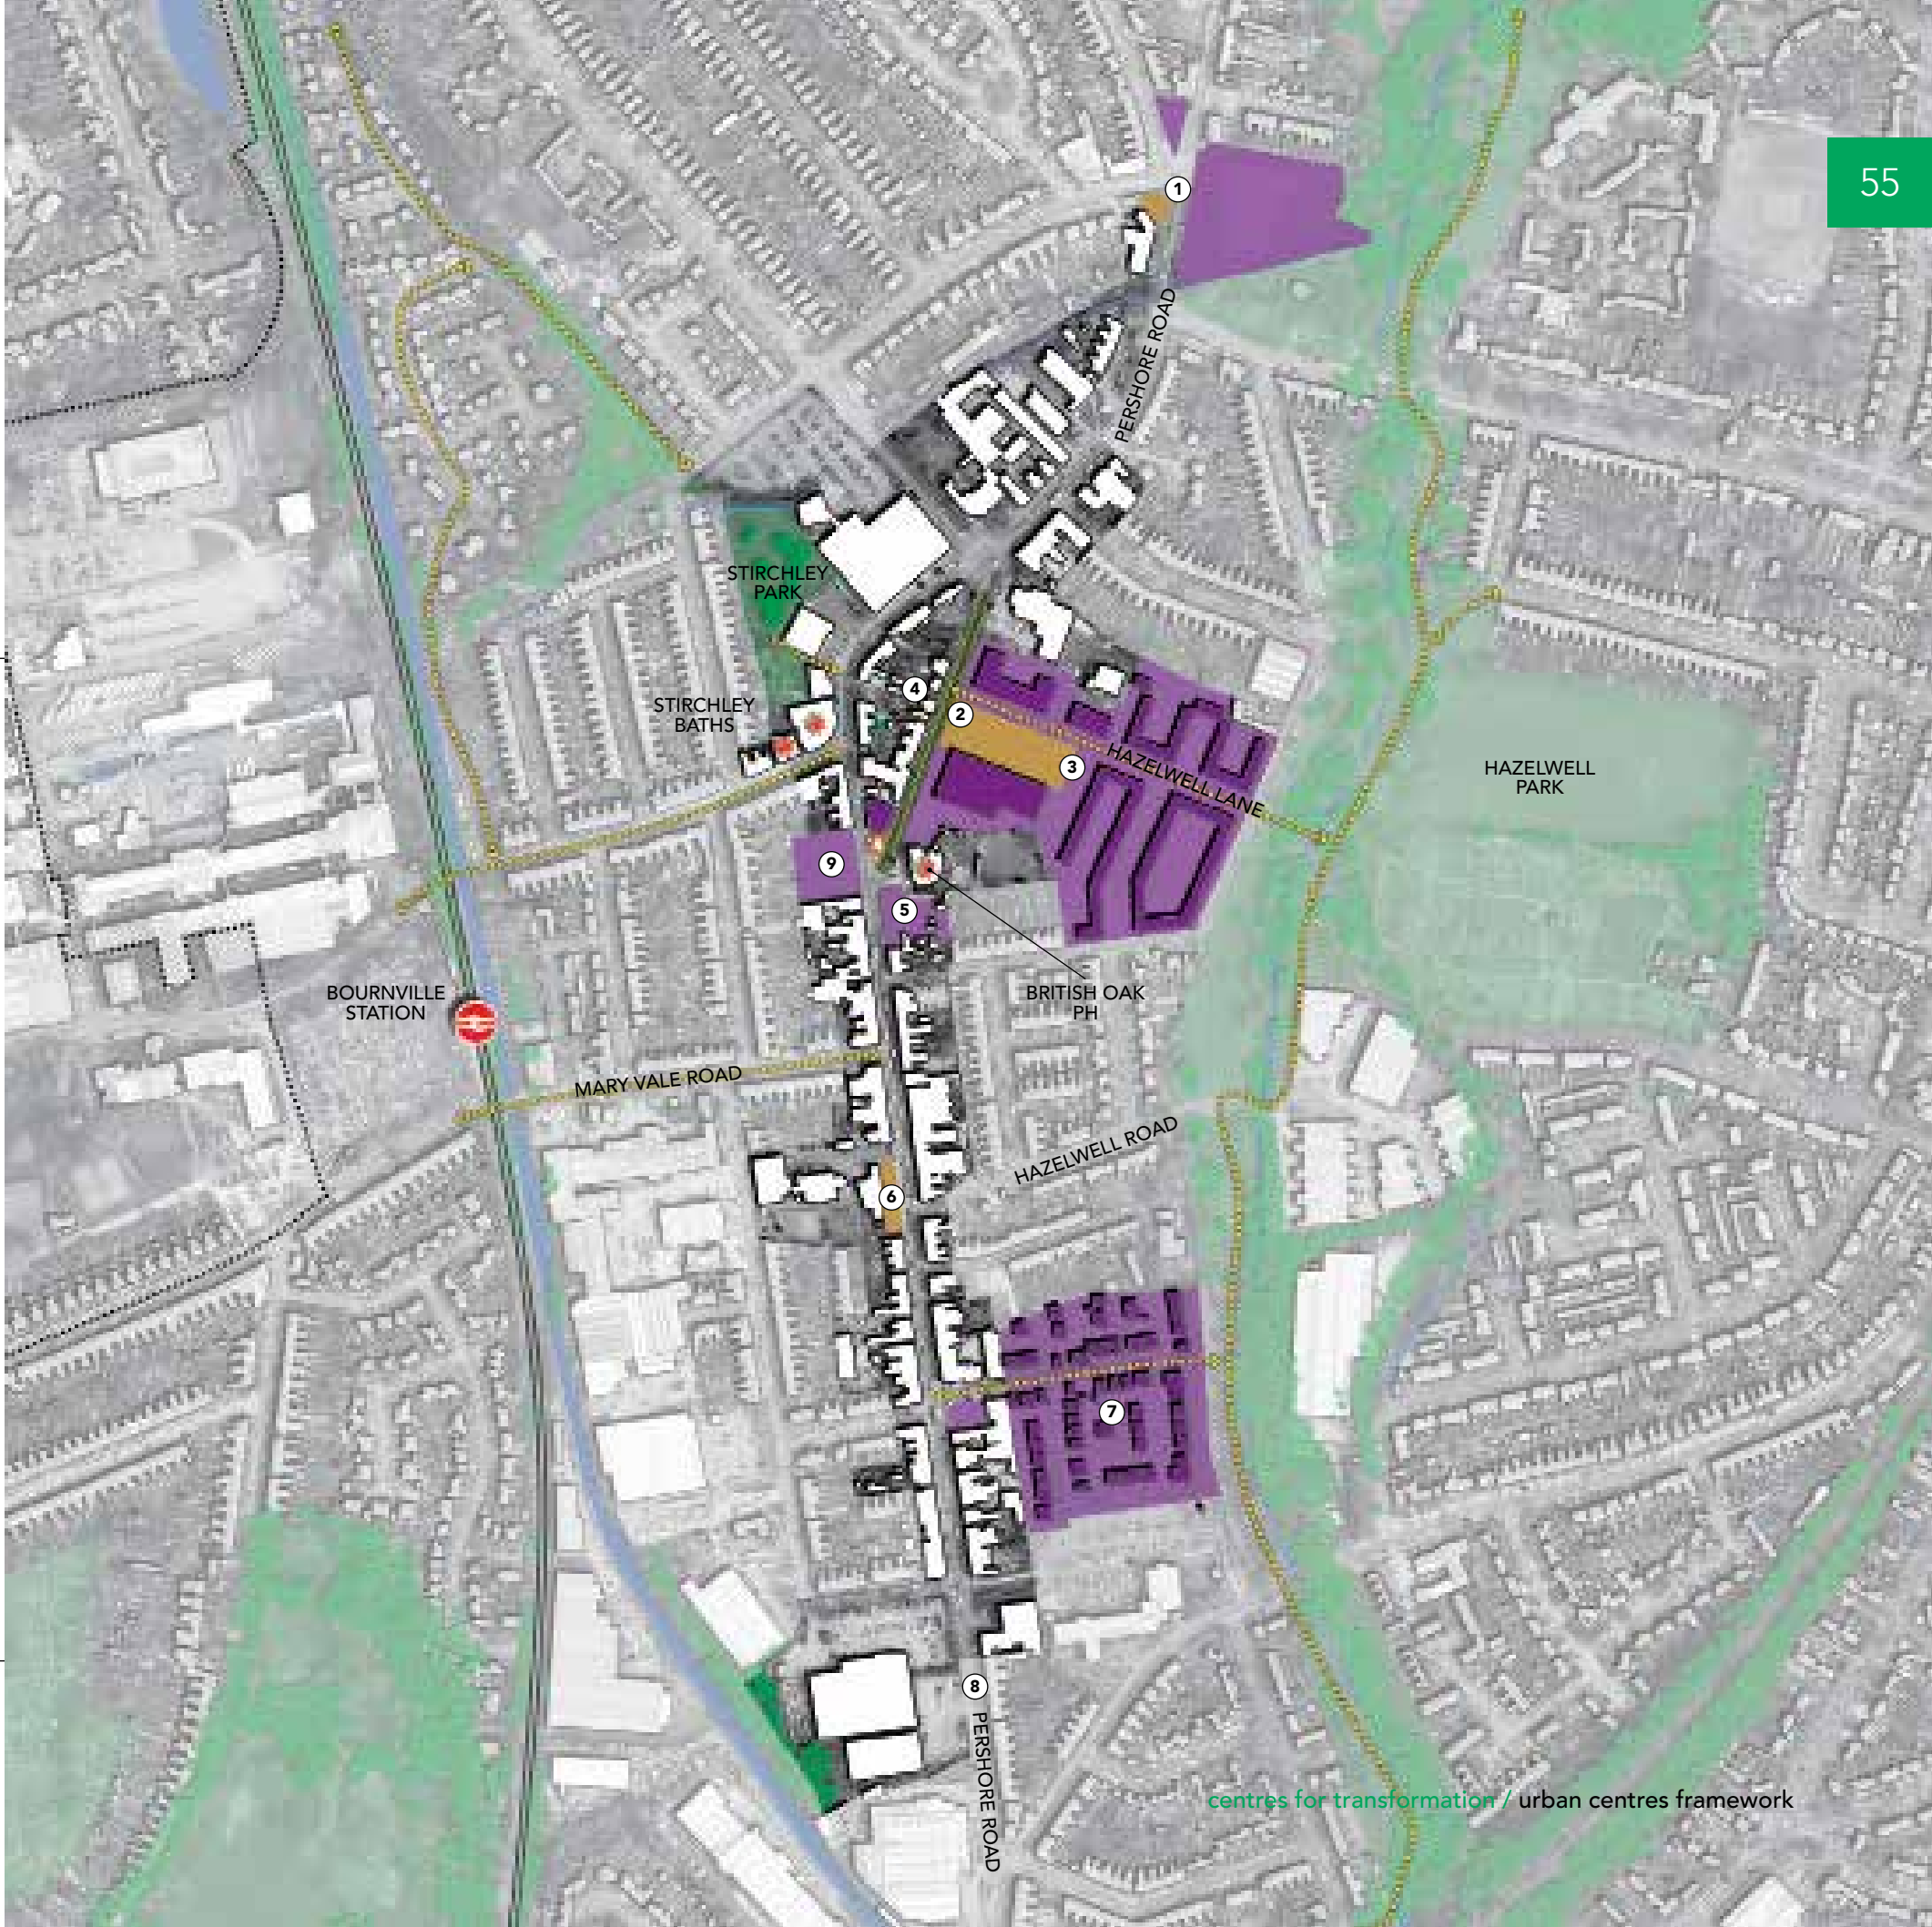 55
1
PERSHORE ROAD
STIRCHLEY
PARK
4
STIRCHLEY
BATHS
2
3
HAZELWELL LANE
HAZELWELL
PARK
9
5
BOURNVILLE
STATION
BRITISH OAK
PH
MARY VALE ROAD
HAZELWELL ROAD
6
7
8
PERSHORE ROAD
centres for transformation / urban centres framework